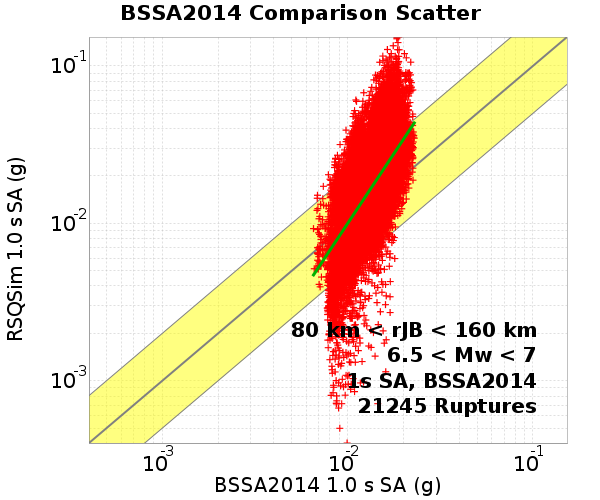 BSSA2014 Comparison Scatter
RSQSim 1.0 s SA (g)
10-1
10-2
10-3
80 km < rJB < 160 km
6.5 < Mw < 7
1s SA, BSSA2014
21245 Ruptures
10-3 10-2 10-1
BSSA2014 1.0 s SA (g)